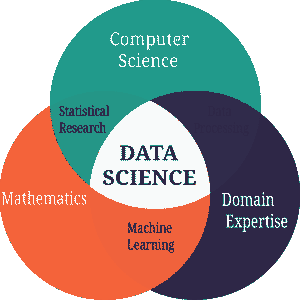 Computer
Science
Statistical
Research
DATA
SCIENCE
Mathematics
Domain
Expertise
Machine
Learning